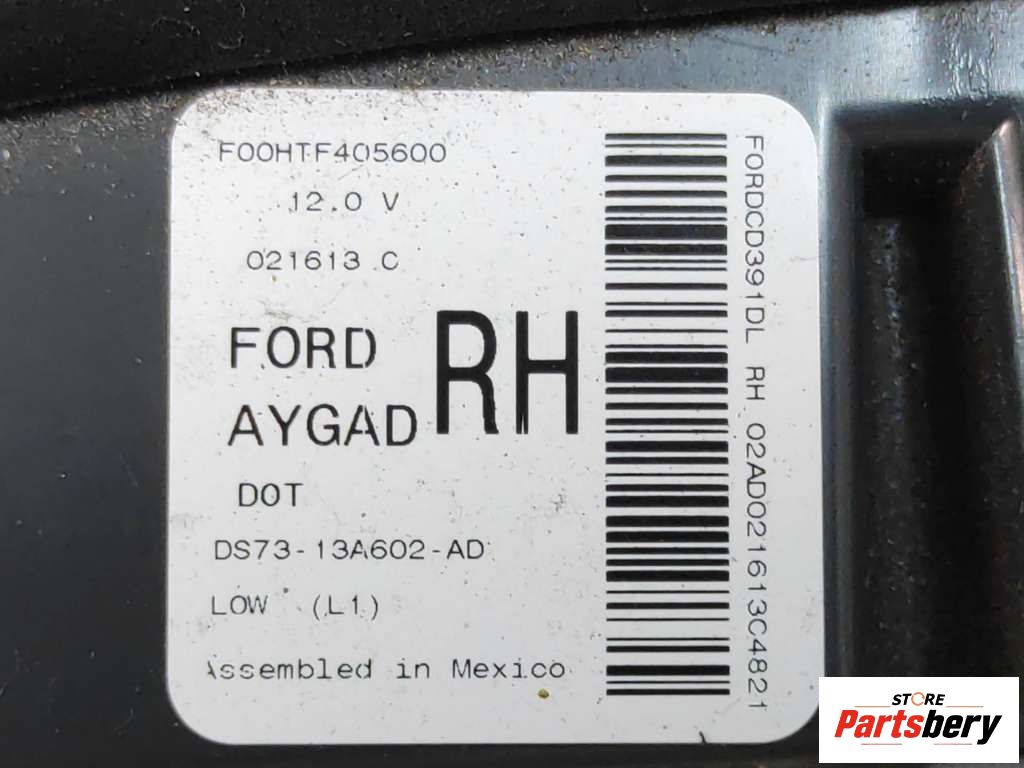 F00HTF405600
12.0 V
021613 C
FORD
AYGAD
RH
DOT
DS73-13A602-AD
LOW (L1)
Assembled in Mexico
FORDCD391DL RH 02AD021613C4821
STORE
Partsbery